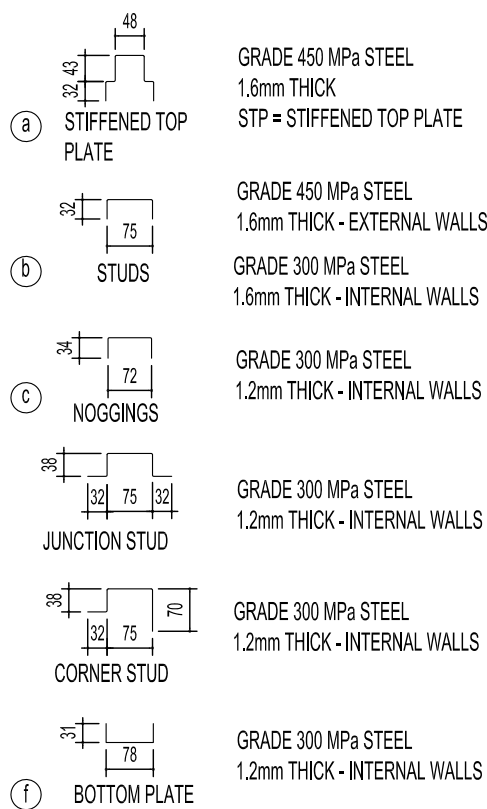 48
43
32
GRADE 450 MPa STEEL
1.6mm THICK
STP = STIFFENED TOP PLATE
a
STIFFENED TOP
PLATE
32
75
GRADE 450 MPa STEEL
1.6mm THICK - EXTERNAL WALLS
b
STUDS
GRADE 300 MPa STEEL
1.6mm THICK - INTERNAL WALLS
34
72
GRADE 300 MPa STEEL
1.2mm THICK - INTERNAL WALLS
c
NOGGINGS
38
32 75 32
GRADE 300 MPa STEEL
1.2mm THICK - INTERNAL WALLS
JUNCTION STUD
38
70
32 75
GRADE 300 MPa STEEL
1.2mm THICK - INTERNAL WALLS
CORNER STUD
31
78
GRADE 300 MPa STEEL
1.2mm THICK - INTERNAL WALLS
f
BOTTOM PLATE